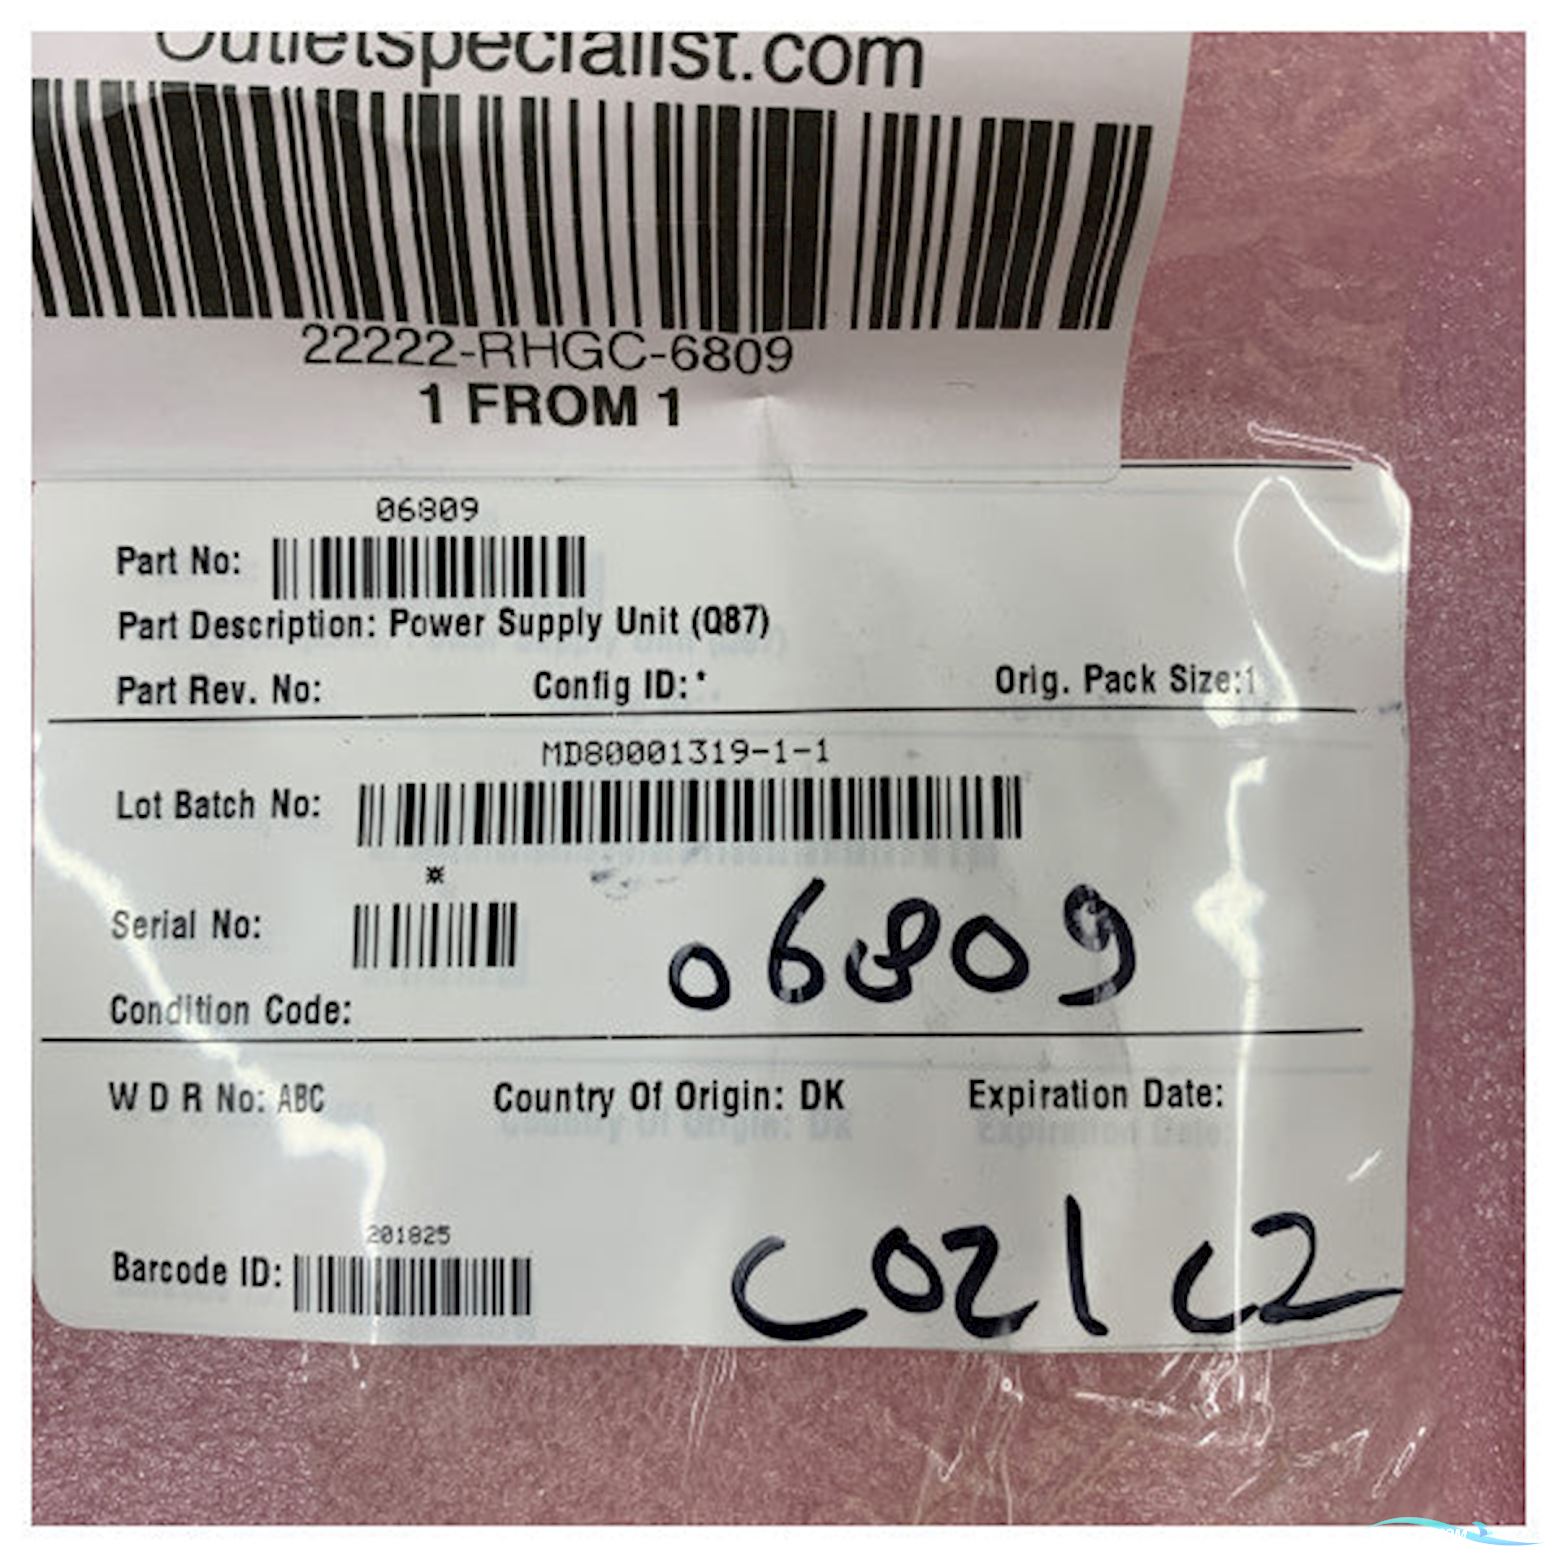 Outletspecialist.com
22222-RHGC-6809
1 FROM 1
06809
Part No:
Part Description: Power Supply Unit (Q87)
Part Rev. No: Config ID: * Orig. Pack Size:1
MD80001319-1-1
Lot Batch No:
*
Serial No:
06809
Condition Code:
W D R No: ABC Country Of Origin: DK Expiration Date:
201825
Barcode ID:
C021 C2